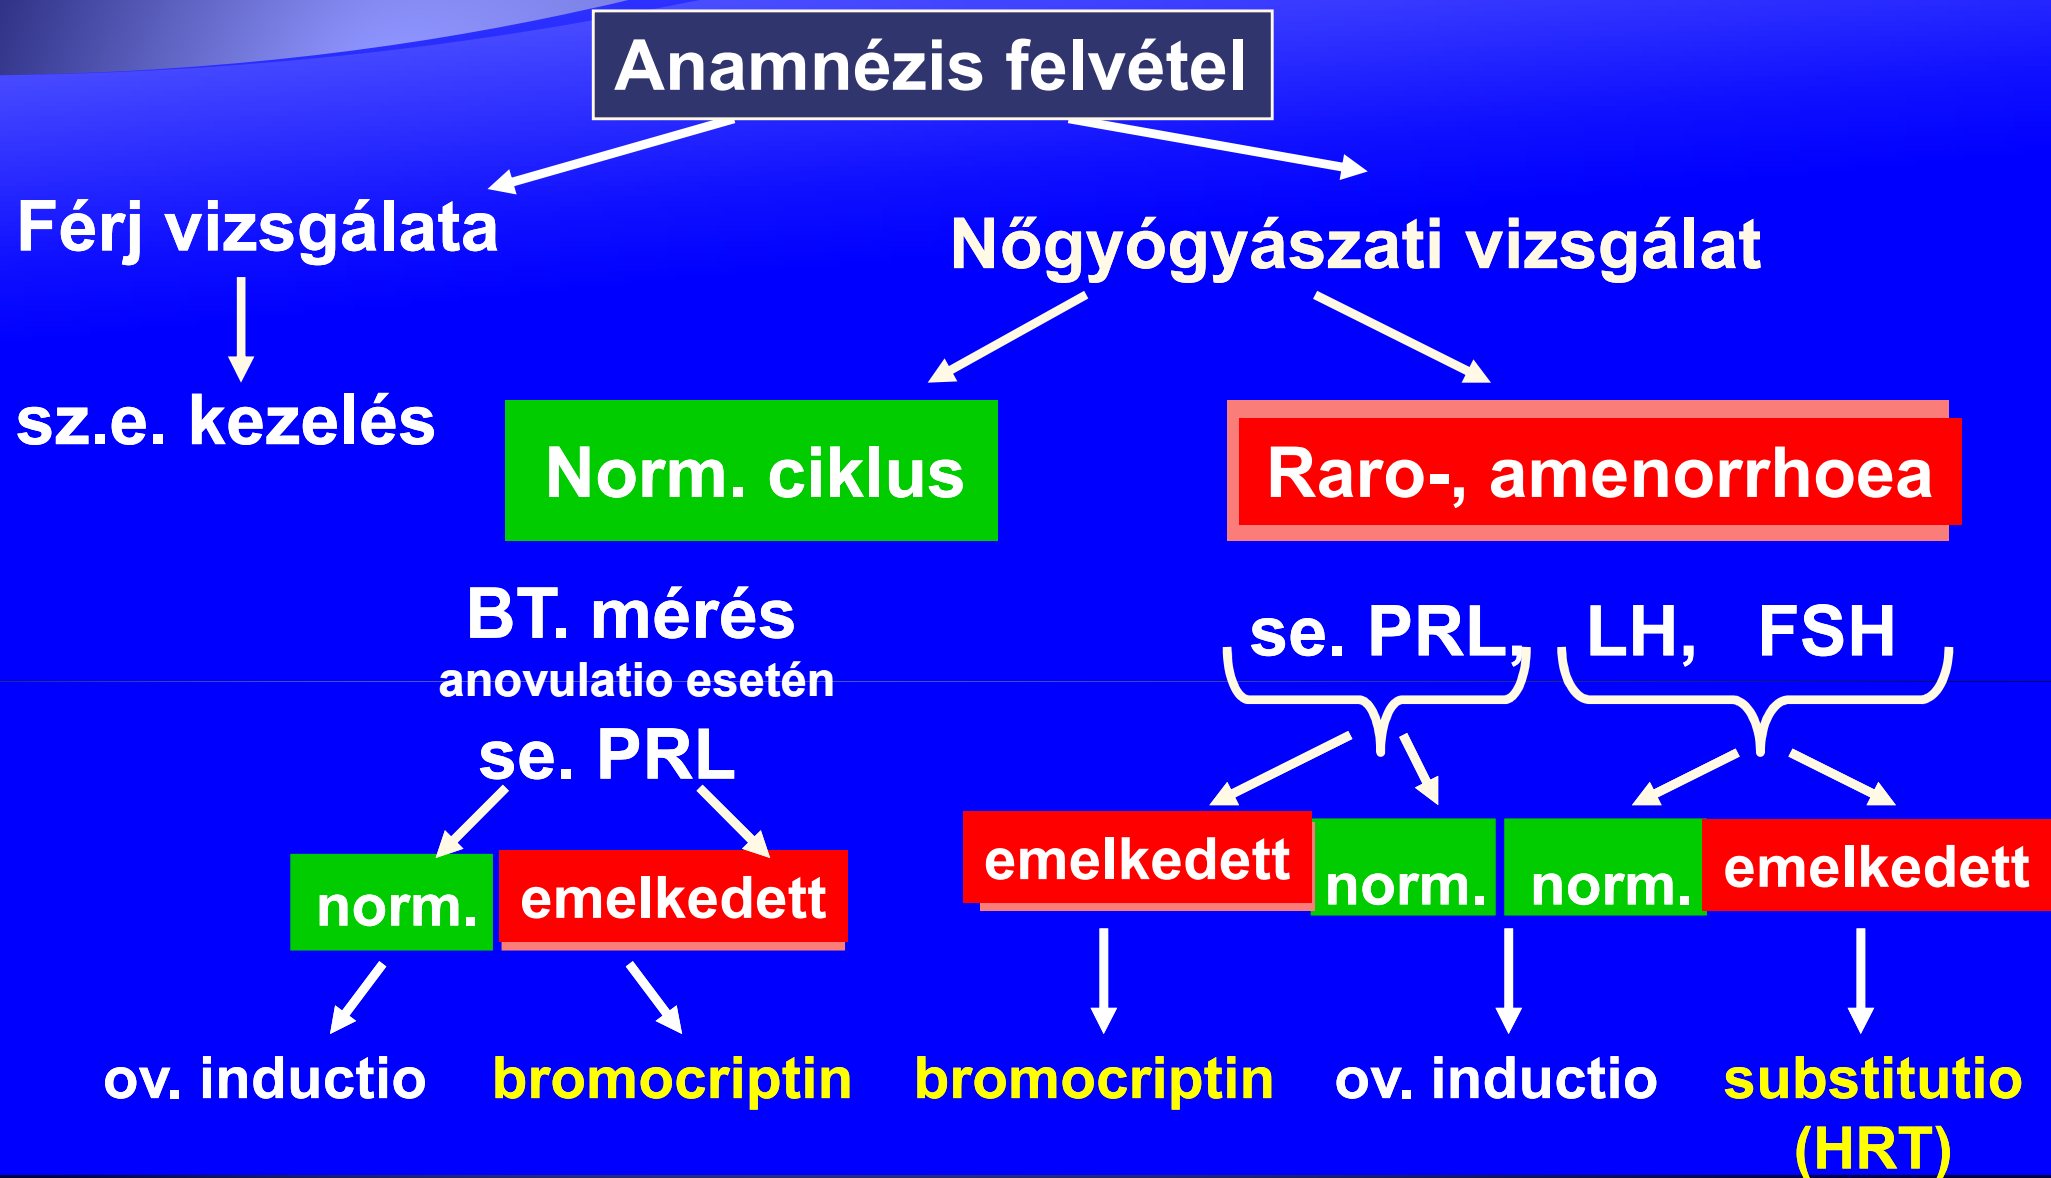 Anamnézis felvétel
Férj vizsgálata
Nőgyógyászati vizsgálat
sz.e. kezelés
Norm. ciklus
Raro-, amenorrhoea
BT. mérés
anovulatio esetén
se. PRL
se. PRL, LH, FSH
norm.
emelkedett
emelkedett
norm.
norm.
emelkedett
ov. inductio
bromocriptin
bromocriptin
ov. inductio
substitutio
(HRT)